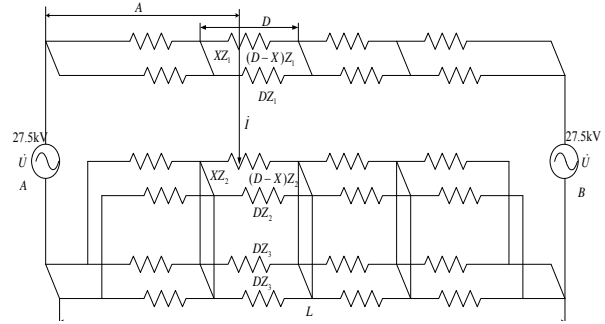 A
D
XZ₁
(D−X)Z₁
DZ₁
İ
27.5kV
U̇
A
27.5kV
U̇
B
XZ₂
(D−X)Z₂
DZ₂
DZ₃
DZ₃
L